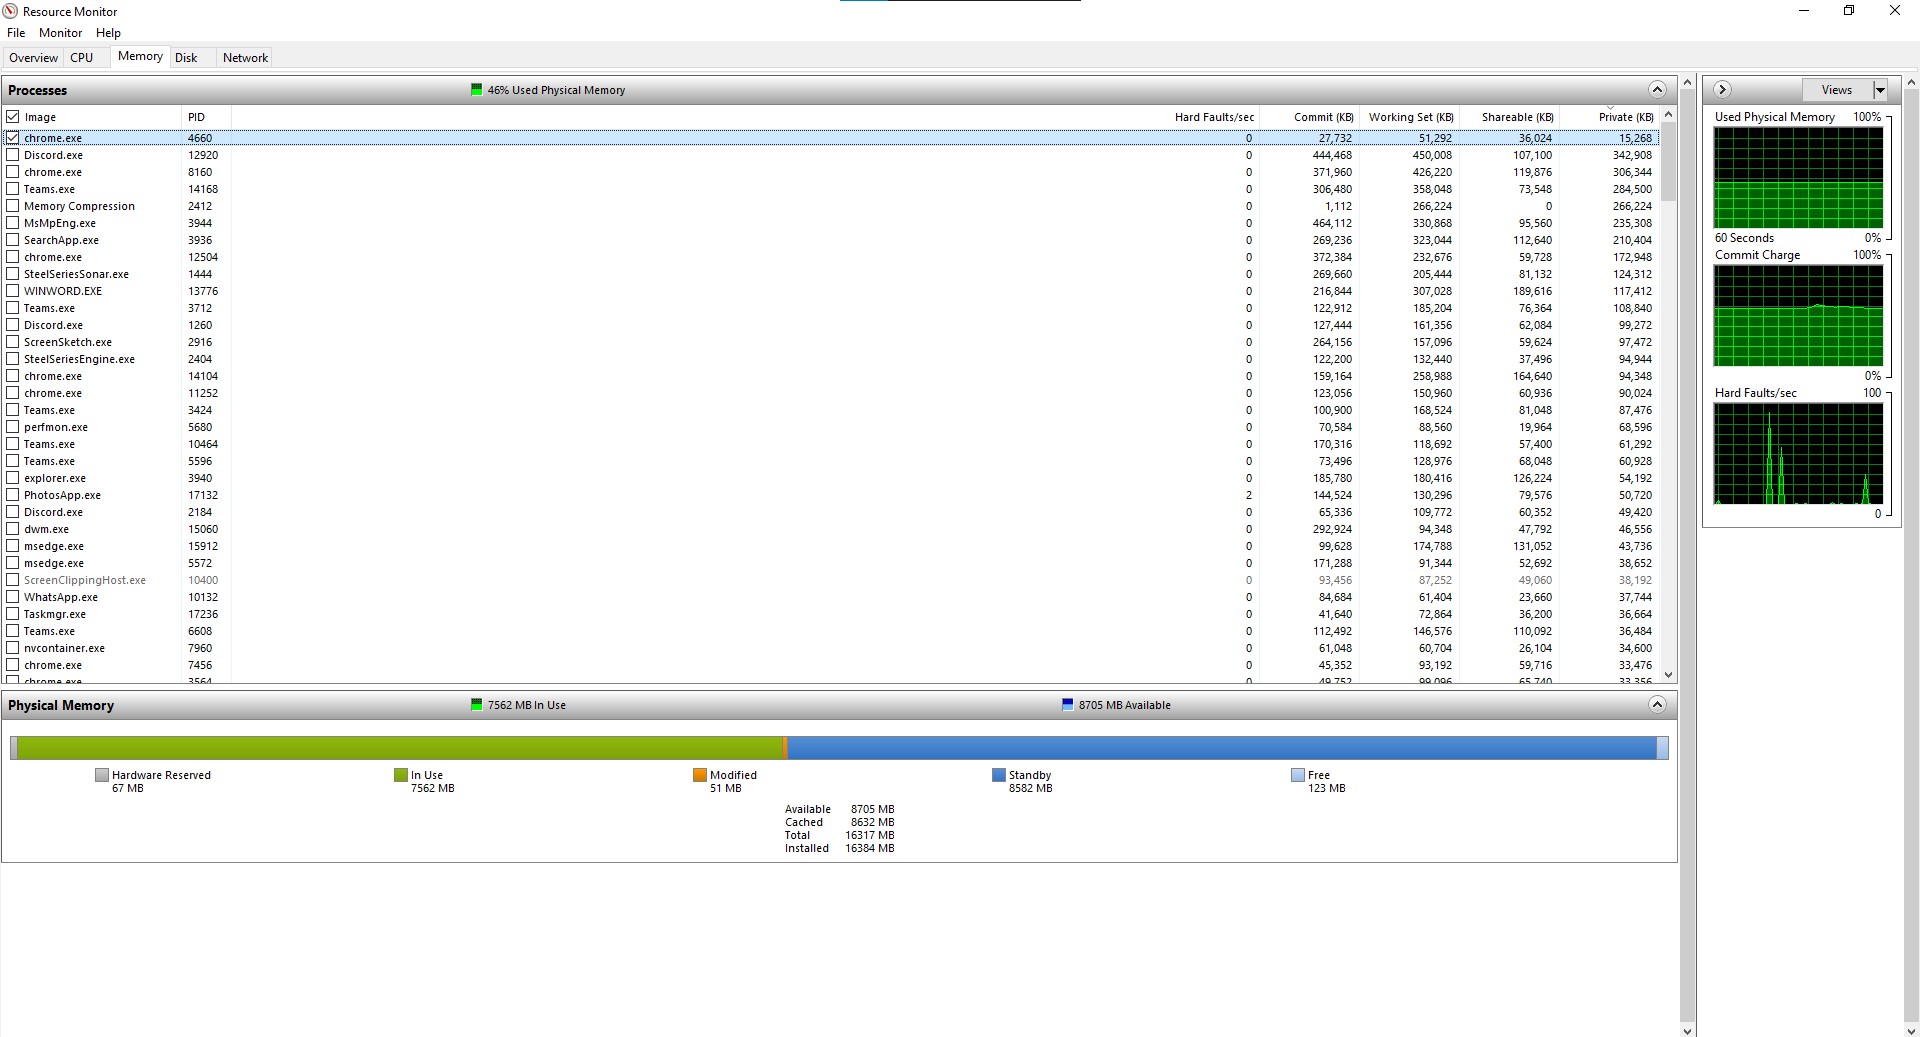 Resource Monitor
File Monitor Help
Overview CPU Memory Disk Network
Processes 46% Used Physical Memory
Image PID Hard Faults/sec Commit (KB) Working Set (KB) Shareable (KB) Private (KB)
chrome.exe 4660 0 27,732 51,292 36,024 15,268
Discord.exe 12920 0 444,468 450,008 107,100 342,908
chrome.exe 8160 0 371,960 426,220 119,876 306,344
Teams.exe 14168 0 306,480 358,048 73,548 284,500
Memory Compression 2412 0 1,112 266,224 0 266,224
MsMpEng.exe 3944 0 464,112 330,868 95,560 235,308
SearchApp.exe 3936 0 269,236 323,044 112,640 210,404
chrome.exe 12504 0 372,384 232,676 59,728 172,948
SteelSeriesSonar.exe 1444 0 269,660 205,444 81,132 124,312
WINWORD.EXE 13776 0 216,844 307,028 189,616 117,412
Teams.exe 3712 0 122,912 185,204 76,364 108,840
Discord.exe 1260 0 127,444 161,356 62,084 99,272
ScreenSketch.exe 2916 0 264,156 157,096 59,624 97,472
SteelSeriesEngine.exe 2404 0 122,200 132,440 37,496 94,944
chrome.exe 14104 0 159,164 258,988 164,640 94,348
chrome.exe 11252 0 123,056 150,960 60,936 90,024
Teams.exe 3424 0 100,900 168,524 81,048 87,476
perfmon.exe 5680 0 70,584 88,560 19,964 68,596
Teams.exe 10464 0 170,316 118,692 57,400 61,292
Teams.exe 5596 0 73,496 128,976 68,048 60,928
explorer.exe 3940 0 185,780 180,416 126,224 54,192
PhotosApp.exe 17132 2 144,524 130,296 79,576 50,720
Discord.exe 2184 0 65,336 109,772 60,352 49,420
dwm.exe 15060 0 292,924 94,348 47,792 46,556
msedge.exe 15912 0 99,628 174,788 131,052 43,736
msedge.exe 5572 0 171,288 91,344 52,692 38,652
ScreenClippingHost.exe 10400 0 93,456 87,252 49,060 38,192
WhatsApp.exe 10132 0 84,684 61,404 23,660 37,744
Taskmgr.exe 17236 0 41,640 72,864 36,200 36,664
Teams.exe 6608 0 112,492 146,576 110,092 36,484
nvcontainer.exe 7960 0 61,048 60,704 26,104 34,600
chrome.exe 7456 0 45,352 93,192 59,716 33,476
chrome.exe 3564 0 49,752 99,096 65,740 33,356
Physical Memory 7562 MB In Use 8705 MB Available
Hardware Reserved In Use Modified Standby Free
67 MB 7562 MB 51 MB 8582 MB 123 MB
Available 8705 MB
Cached 8632 MB
Total 16317 MB
Installed 16384 MB
Views
Used Physical Memory 100%
60 Seconds 0%
Commit Charge 100%
0%
Hard Faults/sec 100
0